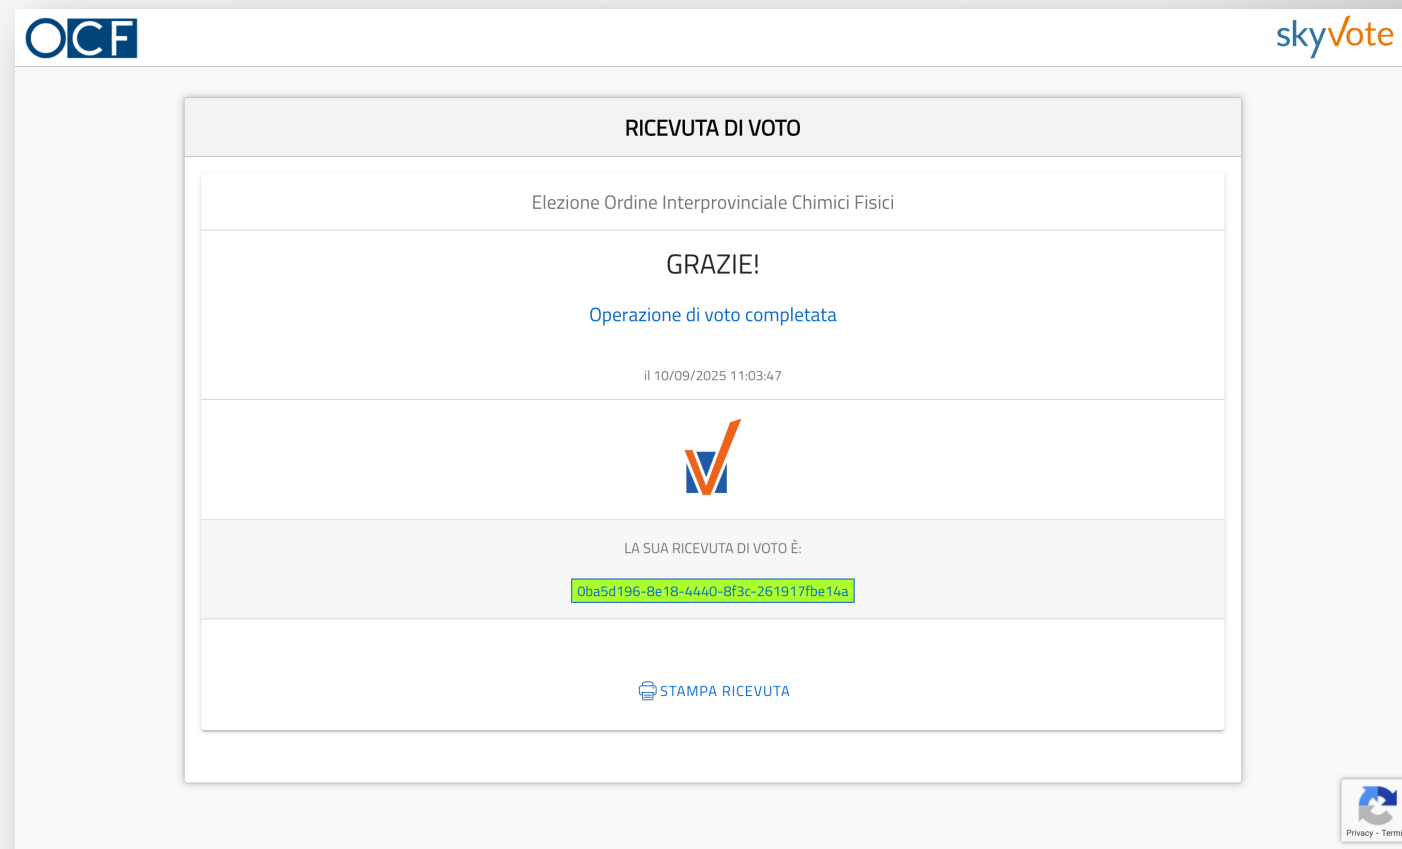 OCF
skyvote
RICEVUTA DI VOTO
Elezione Ordine Interprovinciale Chimici Fisici
GRAZIE!
Operazione di voto completata
il 10/09/2025 11:03:47
LA SUA RICEVUTA DI VOTO È:
0ba5d196-8e18-4440-8f3c-261917fbe14a
STAMPA RICEVUTA
Privacy - Termi